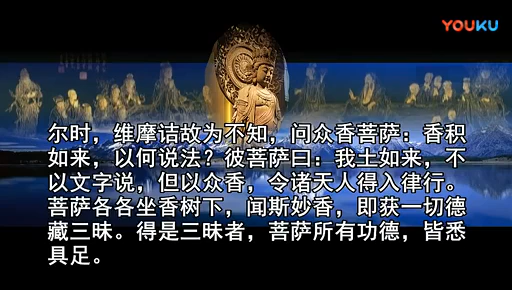 YOUKU
尔时，维摩诘故为不知，问众香菩萨：香积
如来，以何说法？彼菩萨曰：我土如来，不
以文字说，但以众香，令诸天人得入律行。
菩萨各各坐香树下，闻斯妙香，即获一切德
藏三昧。得是三昧者，菩萨所有功德，皆悉
具足。